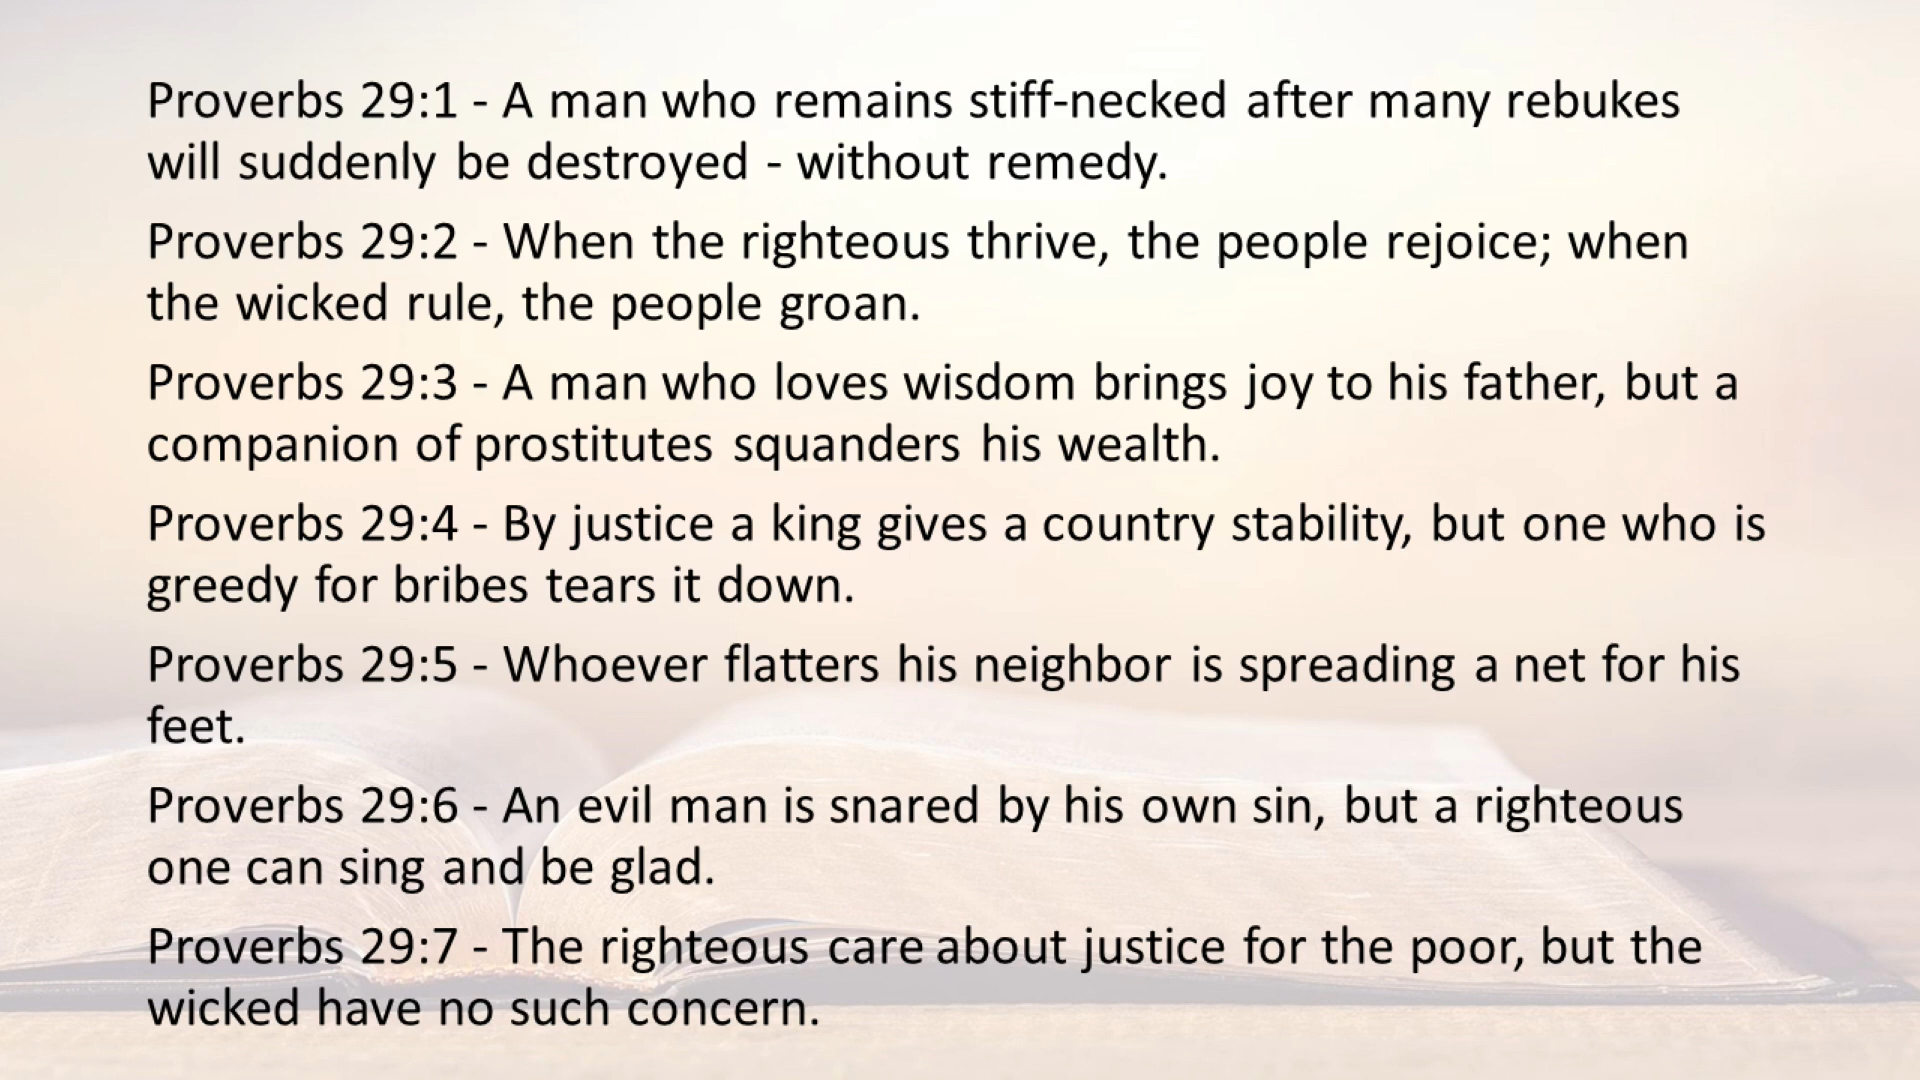 Proverbs 29:1 - A man who remains stiff-necked after many rebukes
will suddenly be destroyed - without remedy.
Proverbs 29:2 - When the righteous thrive, the people rejoice; when
the wicked rule, the people groan.
Proverbs 29:3 - A man who loves wisdom brings joy to his father, but a
companion of prostitutes squanders his wealth.
Proverbs 29:4 - By justice a king gives a country stability, but one who is
greedy for bribes tears it down.
Proverbs 29:5 - Whoever flatters his neighbor is spreading a net for his
feet.
Proverbs 29:6 - An evil man is snared by his own sin, but a righteous
one can sing and be glad.
Proverbs 29:7 - The righteous care about justice for the poor, but the
wicked have no such concern.